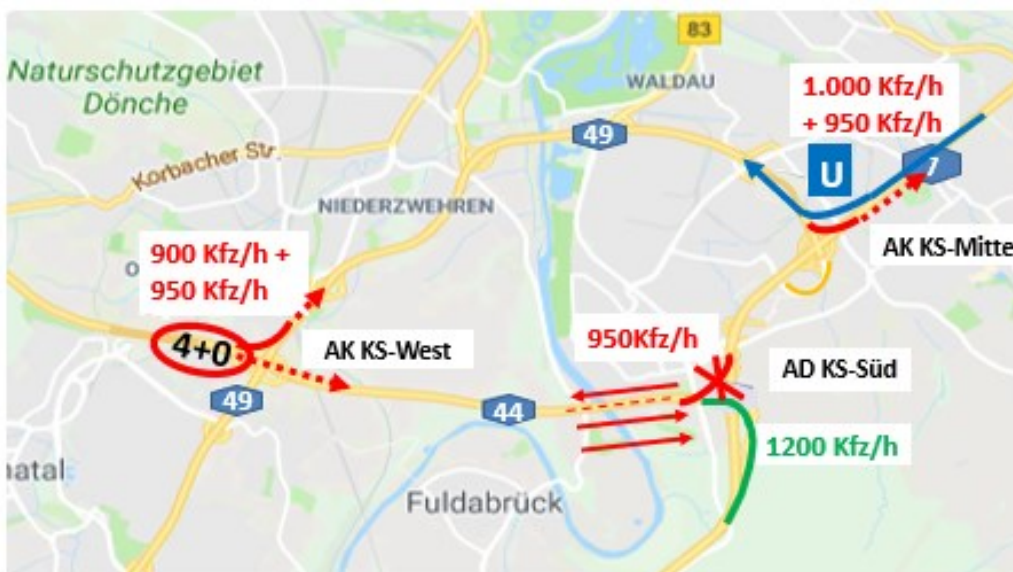 83
Naturschutzgebiet
Dönche
WALDAU
1.000 Kfz/h
+ 950 Kfz/h
49
Korbacher Str.
U
7
NIEDERZWEHREN
AK KS-Mitte
900 Kfz/h +
950 Kfz/h
O
4+0
AK KS-West
950Kfz/h
AD KS-Süd
49
44
1200 Kfz/h
natal
Fuldabrück